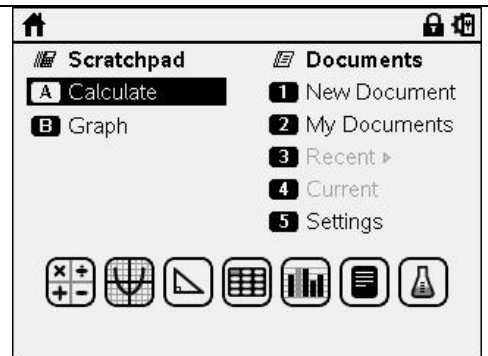 Scratchpad
A Calculate
B Graph
Documents
1 New Document
2 My Documents
3 Recent ▹
4 Current
5 Settings